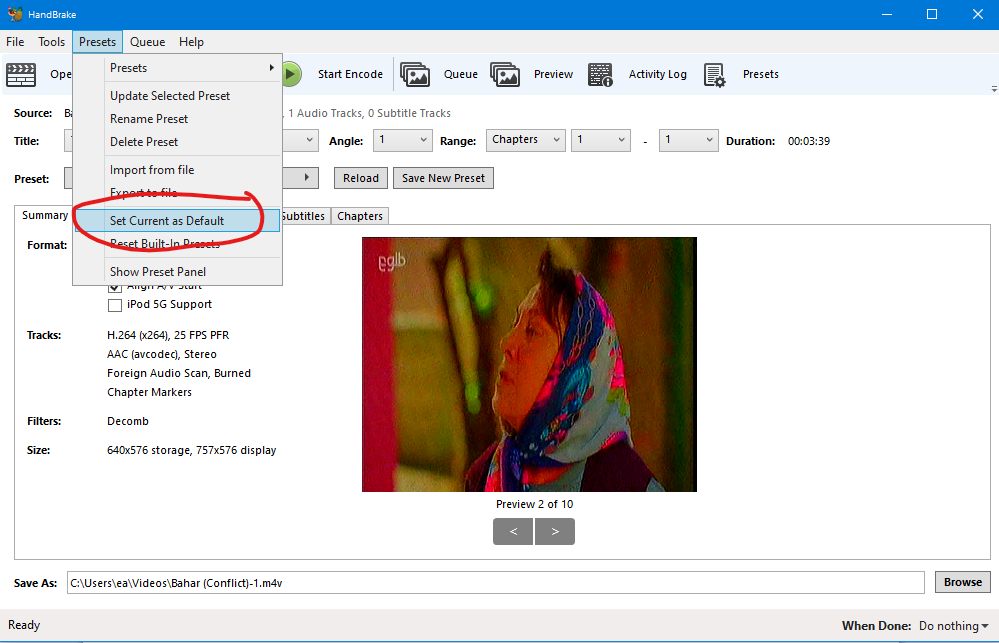 HandBrake
File Tools Presets Queue Help
Ope Start Encode Queue Preview Activity Log Presets
Presets
Update Selected Preset
Rename Preset
Delete Preset
Import from file
Export to file
Set Current as Default
Reset Built-In Presets
Show Preset Panel
Source: Ba , 1 Audio Tracks, 0 Subtitle Tracks
Title: Angle: 1 Range: Chapters 1 - 1 Duration: 00:03:39
Preset: Reload Save New Preset
Summary Subtitles Chapters
Format:
Align A/V Start
iPod 5G Support
Tracks: H.264 (x264), 25 FPS PFR
AAC (avcodec), Stereo
Foreign Audio Scan, Burned
Chapter Markers
Filters: Decomb
Size: 640x576 storage, 757x576 display
Preview 2 of 10
< >
Save As: C:\Users\ea\Videos\Bahar (Conflict)-1.m4v Browse
Ready When Done: Do nothing